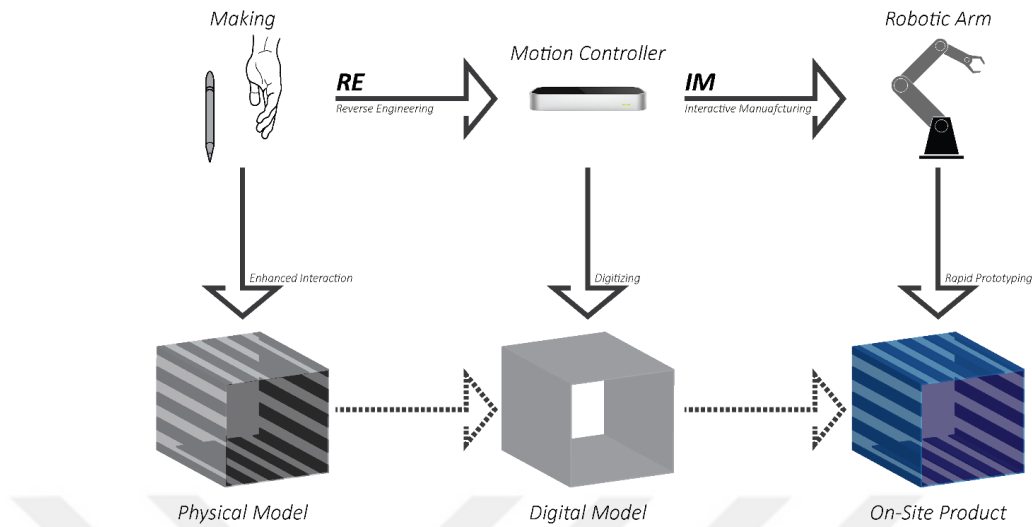 Making
Motion Controller
Robotic Arm
RE
Reverse Engineering
IM
Interactive Manuafcturing
Enhanced Interaction
Digitizing
Rapid Prototyping
Physical Model
Digital Model
On-Site Product